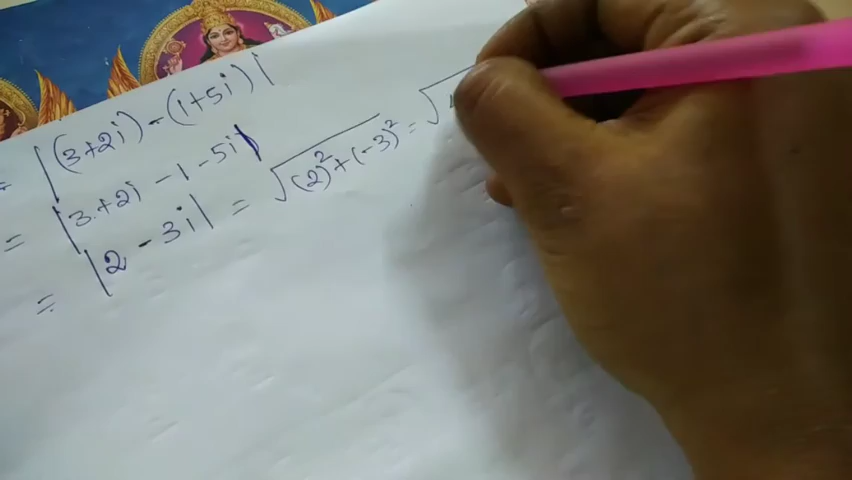 = |(3+2i) - (1+5i)|
= |3+2i - 1 - 5i|
= |2 - 3i| = √(2)² + (-3)² = √